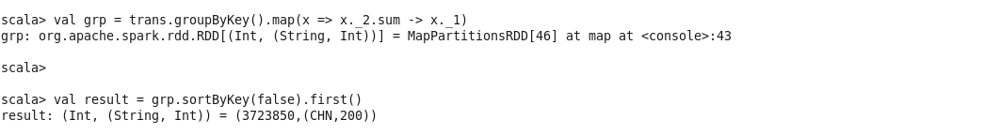 scala> val grp = trans.groupByKey().map(x => x._2.sum -> x._1)
grp: org.apache.spark.rdd.RDD[(Int, (String, Int))] = MapPartitionsRDD[46] at map at <console>:43
scala>
scala> val result = grp.sortByKey(false).first()
result: (Int, (String, Int)) = (3723850,(CHN,200))